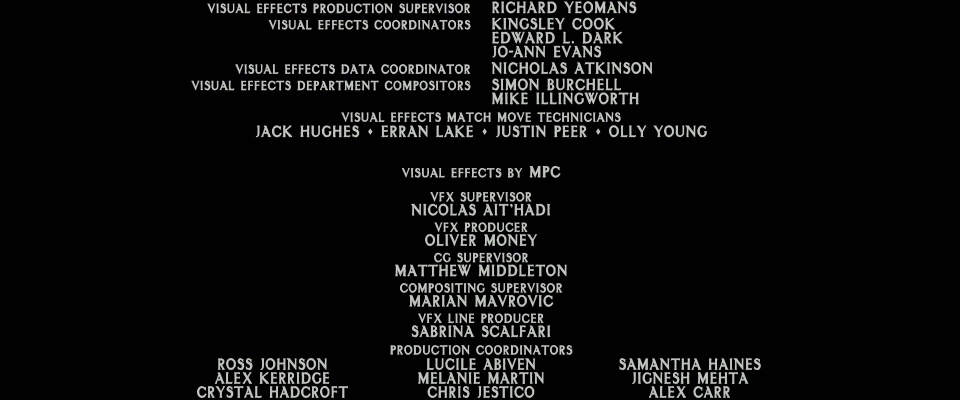 VISUAL EFFECTS PRODUCTION SUPERVISOR RICHARD YEOMANS
VISUAL EFFECTS COORDINATORS KINGSLEY COOK
EDWARD L. DARK
JO-ANN EVANS
VISUAL EFFECTS DATA COORDINATOR NICHOLAS ATKINSON
VISUAL EFFECTS DEPARTMENT COMPOSITORS SIMON BURCHELL
MIKE ILLINGWORTH
VISUAL EFFECTS MATCH MOVE TECHNICIANS
JACK HUGHES ♦ ERRAN LAKE ♦ JUSTIN PEER ♦ OLLY YOUNG
VISUAL EFFECTS BY MPC
VFX SUPERVISOR
NICOLAS AIT'HADI
VFX PRODUCER
OLIVER MONEY
CG SUPERVISOR
MATTHEW MIDDLETON
COMPOSITING SUPERVISOR
MARIAN MAVROVIC
VFX LINE PRODUCER
SABRINA SCALFARI
PRODUCTION COORDINATORS
ROSS JOHNSON LUCILE ABIVEN SAMANTHA HAINES
ALEX KERRIDGE MELANIE MARTIN JIGNESH MEHTA
CRYSTAL HADCROFT CHRIS JESTICO ALEX CARR